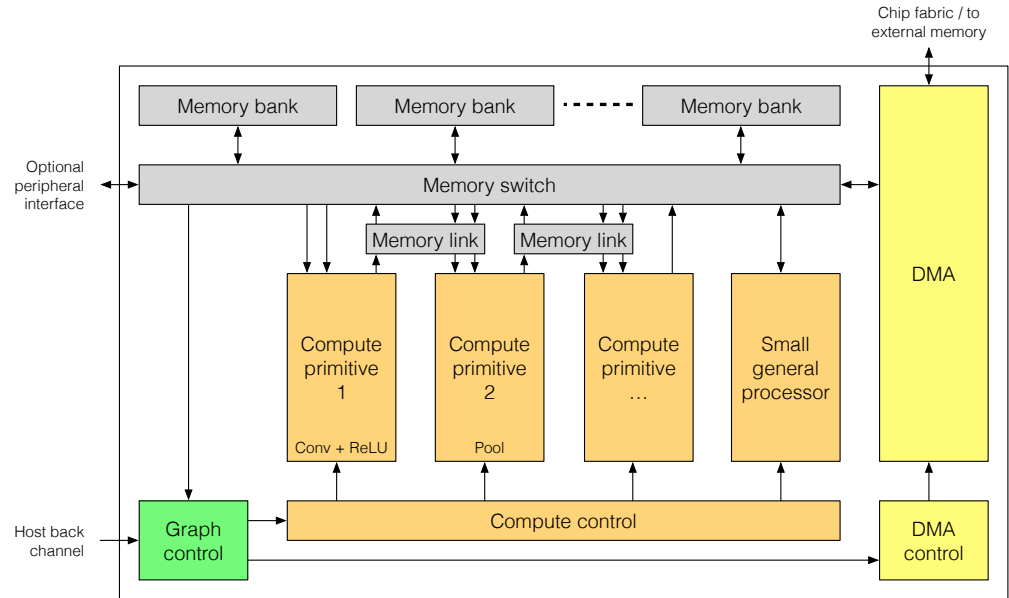 Chip fabric / to
external memory
Memory bank
Memory bank
Memory bank
Optional
peripheral
interface
Memory switch
Memory link
Memory link
DMA
Compute
primitive
1
Conv + ReLU
Compute
primitive
2
Pool
Compute
primitive
...
Small
general
processor
Host back
channel
Graph
control
Compute control
DMA
control